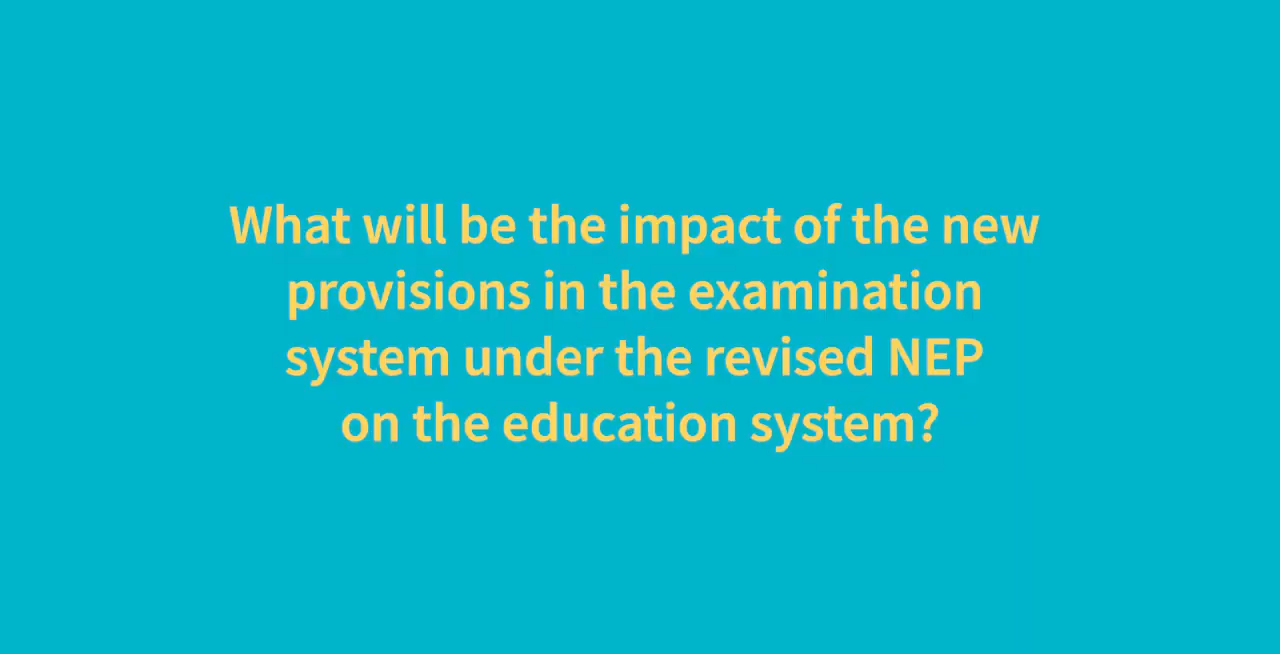 What will be the impact of the new
provisions in the examination
system under the revised NEP
on the education system?